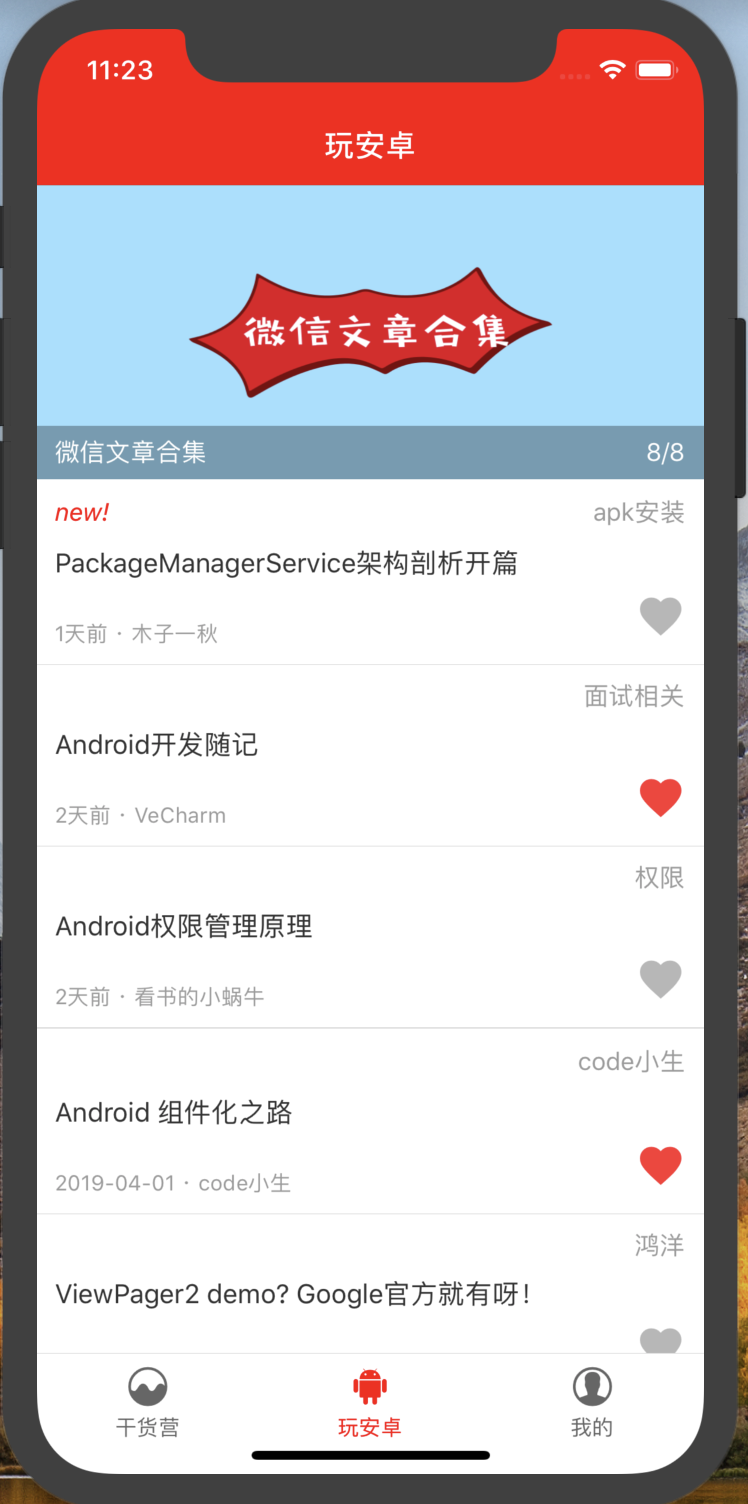 11:23
玩安卓
微信文章合集
微信文章合集 8/8
new! apk安装
PackageManagerService架构剖析开篇
1天前 · 木子一秋
面试相关
Android开发随记
2天前 · VeCharm
权限
Android权限管理原理
2天前 · 看书的小蜗牛
code小生
Android 组件化之路
2019-04-01 · code小生
鸿洋
ViewPager2 demo? Google官方就有呀!
干货营 玩安卓 我的